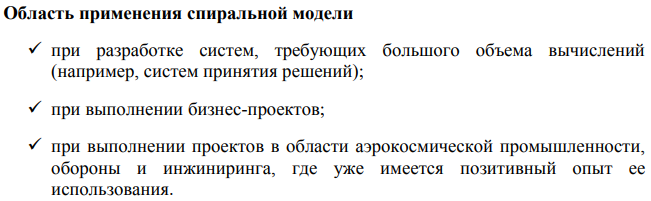 Область применения спиральной модели
✓ при разработке систем, требующих большого объема вычислений
(например, систем принятия решений);
✓ при выполнении бизнес-проектов;
✓ при выполнении проектов в области аэрокосмической промышленности,
обороны и инжиниринга, где уже имеется позитивный опыт ее
использования.